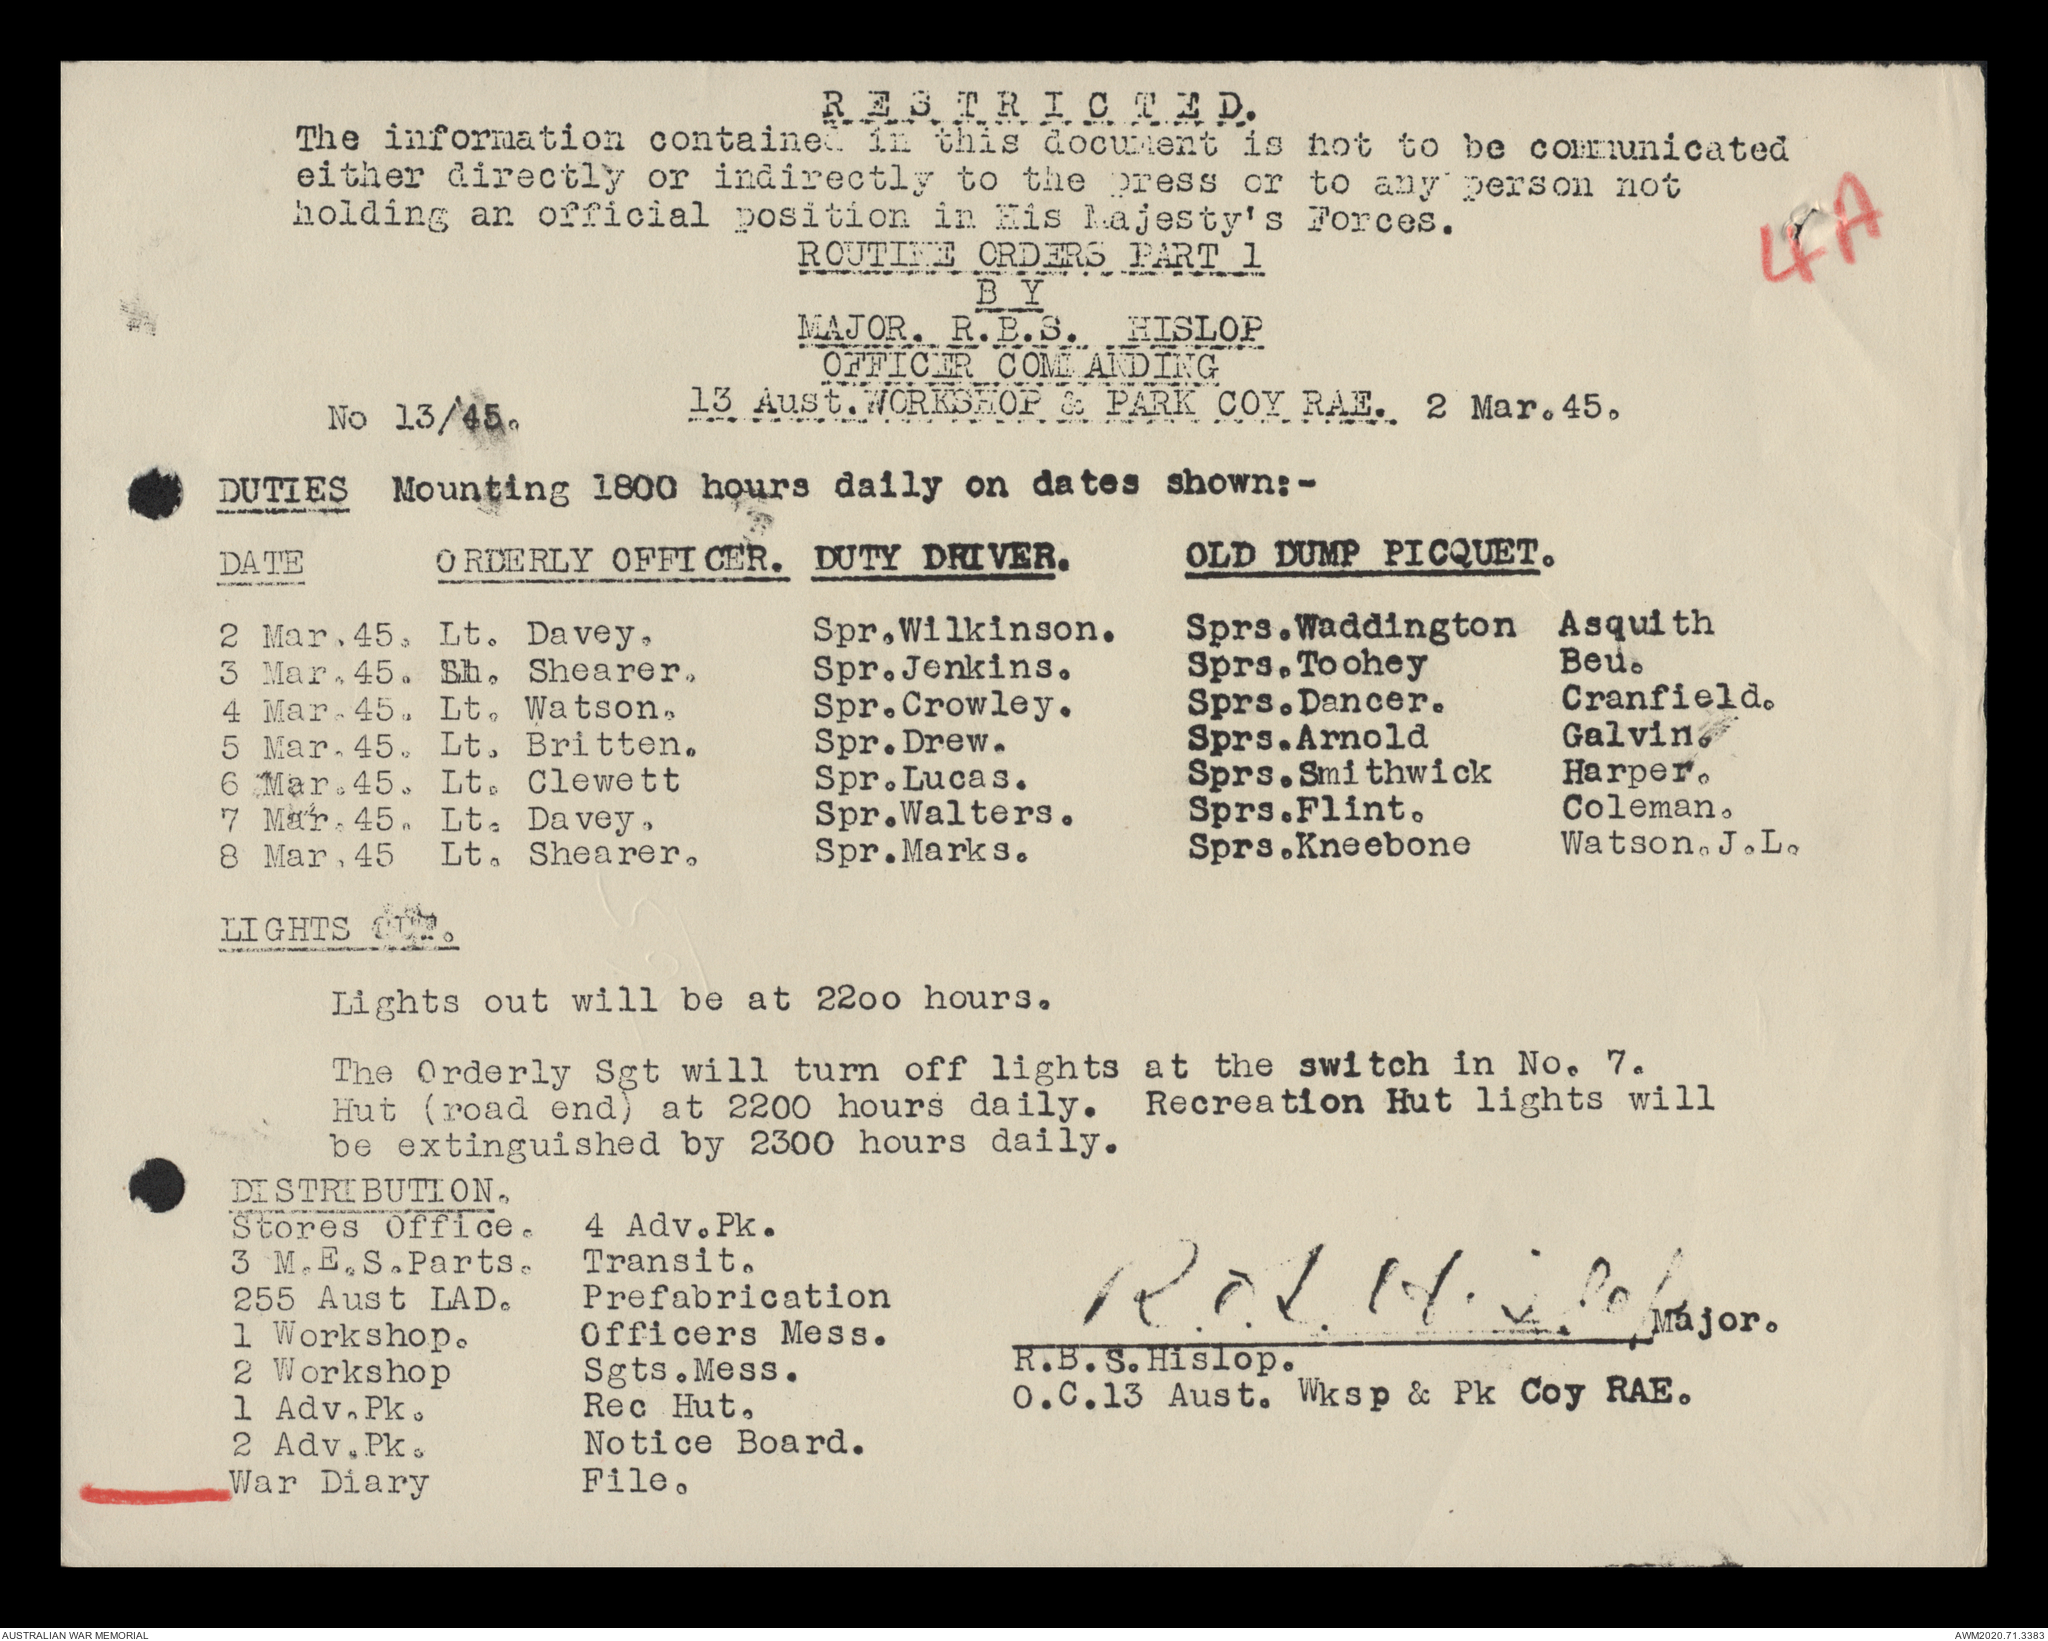 RESTRICTED.
The information contained in this document is not to be communicated
either directly or indirectly to the press or to any person not
holding an official position in His Majesty's Forces.
4A
ROUTINE ORDERS PART 1
BY
MAJOR. R.B.S. HISLOP
OFFICER COMMANDING
No 13/45. 13 Aust.WORKSHOP & PARK COY RAE. 2 Mar.45.
DUTIES Mounting 1800 hours daily on dates shown:-
DATE ORDERLY OFFICER. DUTY DRIVER. OLD DUMP PICQUET.
2 Mar.45. Lt. Davey. Spr.Wilkinson. Sprs.Waddington Asquith
3 Mar.45. Shearer. Spr.Jenkins. Sprs.Toohey Beu.
4 Mar.45. Lt. Watson. Spr.Crowley. Sprs.Dancer. Cranfield.
5 Mar.45. Lt. Britten. Spr.Drew. Sprs.Arnold Galvin.
6 Mar.45. Lt. Clewett Spr.Lucas. Sprs.Smithwick Harper.
7 Mar.45. Lt. Davey. Spr.Walters. Sprs.Flint. Coleman.
8 Mar.45 Lt. Shearer. Spr.Marks. Sprs.Kneebone Watson.J.L.
LIGHTS OUT.
Lights out will be at 22oo hours.
The Orderly Sgt will turn off lights at the switch in No. 7.
Hut (road end) at 2200 hours daily. Recreation Hut lights will
be extinguished by 2300 hours daily.
DISTRIBUTION.
Stores Office. 4 Adv.Pk.
3 M.E.S.Parts. Transit.
255 Aust LAD. Prefabrication
1 Workshop. Officers Mess.
2 Workshop Sgts.Mess.
1 Adv.Pk. Rec Hut.
2 Adv.Pk. Notice Board.
War Diary File.
Hislop Major.
R.B.S.Hislop.
O.C.13 Aust. Wksp & Pk Coy RAE.
AUSTRALIAN WAR MEMORIAL AWM2020.71.3383